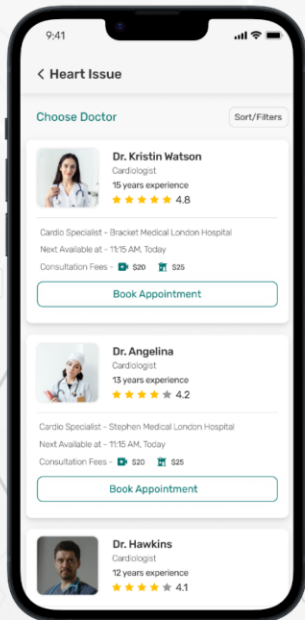 9:41
Heart Issue
Choose Doctor
Sort/Filters
Dr. Kristin Watson
Cardiologist
15 years experience
4.8
Cardio Specialist - Bracket Medical London Hospital
Next Available at - 11:15 AM, Today
Consultation Fees - $20 $25
Book Appointment
Dr. Angelina
Cardiologist
13 years experience
4.2
Cardio Specialist - Stephen Medical London Hospital
Next Available at - 11:15 AM, Today
Consultation Fees - $20 $25
Book Appointment
Dr. Hawkins
Cardiologist
12 years experience
4.1